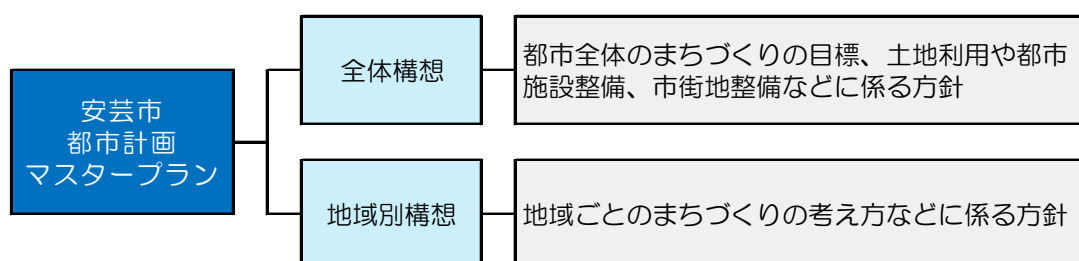 安芸市
都市計画
マスタープラン
全体構想
都市全体のまちづくりの目標、土地利用や都市
施設整備、市街地整備などに係る方針
地域別構想
地域ごとのまちづくりの考え方などに係る方針